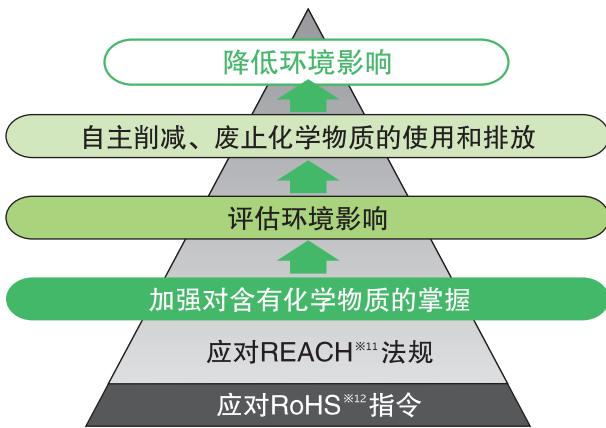 降低环境影响
自主削减、废止化学物质的使用和排放
评估环境影响
加强对含有化学物质的掌握
应对REACH※11法规
应对RoHS※12指令